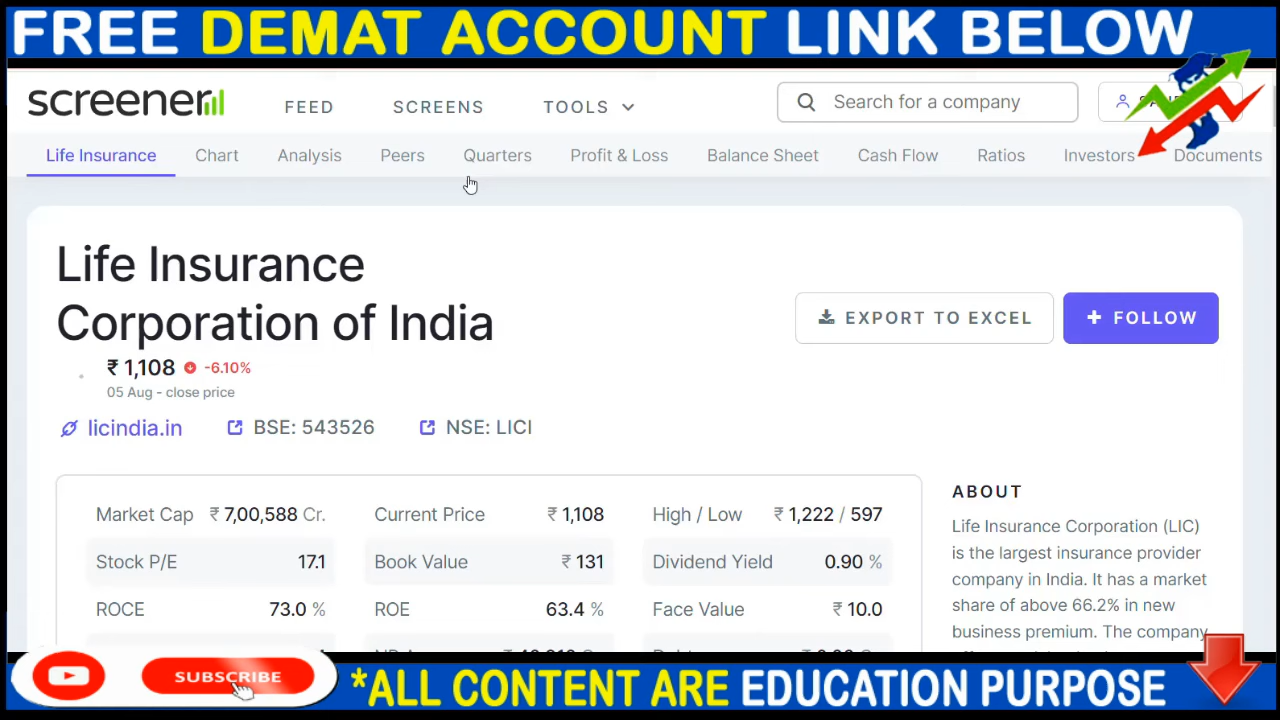 FREE DEMAT ACCOUNT LINK BELOW
screener FEED SCREENS TOOLS Search for a company
Life Insurance Chart Analysis Peers Quarters Profit & Loss Balance Sheet Cash Flow Ratios Investors Documents
Life Insurance
Corporation of India
EXPORT TO EXCEL + FOLLOW
₹ 1,108 -6.10%
05 Aug - close price
licindia.in BSE: 543526 NSE: LICI
Market Cap ₹ 7,00,588 Cr. Current Price ₹ 1,108 High / Low ₹ 1,222 / 597
Stock P/E 17.1 Book Value ₹ 131 Dividend Yield 0.90 %
ROCE 73.0 % ROE 63.4 % Face Value ₹ 10.0
ABOUT
Life Insurance Corporation (LIC)
is the largest insurance provider
company in India. It has a market
share of above 66.2% in new
business premium. The company
SUBSCRIBE
*ALL CONTENT ARE EDUCATION PURPOSE